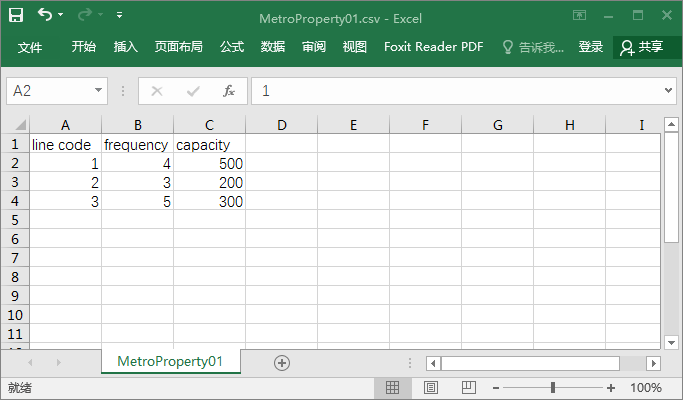 MetroProperty01.csv - Excel
文件 开始 插入 页面布局 公式 数据 审阅 视图 Foxit Reader PDF 告诉我... 登录 共享
A2 fx 1
A B C D E F G H I
1 line code frequency capacity
2 1 4 500
3 2 3 200
4 3 5 300
5
6
7
8
9
10
11
MetroProperty01
就绪 100%